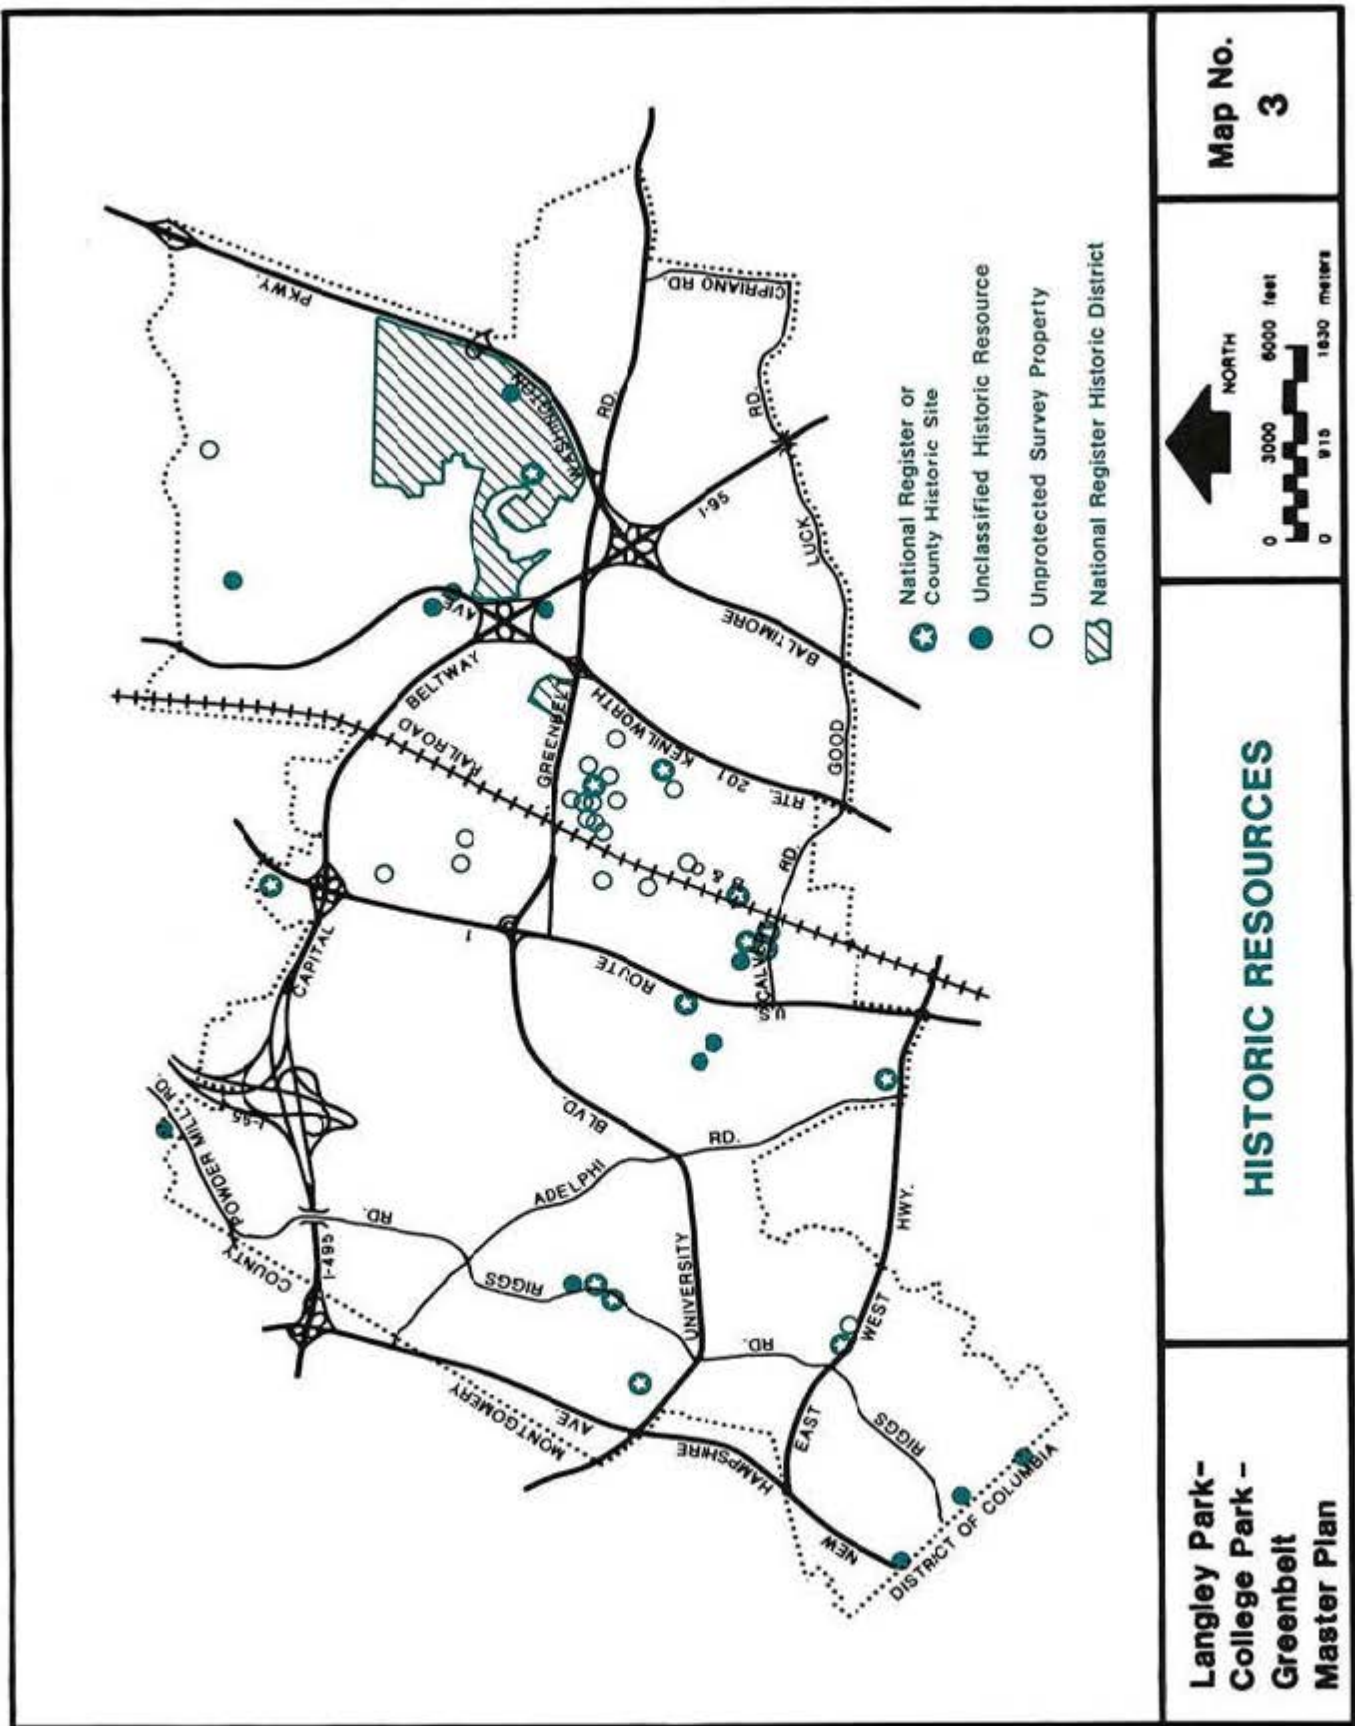 Langley Park-
College Park -
Greenbelt
Master Plan
HISTORIC RESOURCES
NORTH
0 3000 6000 feet
0 915 1830 meters
Map No.
3
National Register or
County Historic Site
Unclassified Historic Resource
Unprotected Survey Property
National Register Historic District
PKWY.
WASHINGTON
BALTIMORE
CIPRIANO RD.
RD.
GREENBELT
RD.
GOOD
LUCK
I-95
AVE.
KENILWORTH
RTE. 201
BELTWAY
CAPITAL
I-495
I-95
RAILROAD
B & O
1
ROUTE
U.S.
CALVERT
RD.
POWDER MILL RD.
COUNTY
MONTGOMERY
RD.
RIGGS
ADELPHI
RD.
BLVD.
UNIVERSITY
RD.
RIGGS
HWY.
WEST
EAST
AVE.
HAMPSHIRE
NEW
DISTRICT OF COLUMBIA